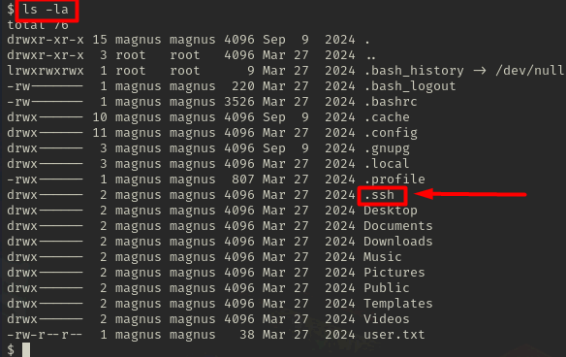 $ ls -la
total 76
drwxr-xr-x 15 magnus magnus 4096 Sep  9  2024 .
drwxr-xr-x  3 root   root   4096 Mar 27  2024 ..
lrwxrwxrwx  1 root   root      9 Mar 27  2024 .bash_history -> /dev/null
-rw-------  1 magnus magnus  220 Mar 27  2024 .bash_logout
-rw-------  1 magnus magnus 3526 Mar 27  2024 .bashrc
drwx------ 10 magnus magnus 4096 Sep  9  2024 .cache
drwx------ 11 magnus magnus 4096 Mar 27  2024 .config
drwx------  3 magnus magnus 4096 Sep  9  2024 .gnupg
drwx------  3 magnus magnus 4096 Mar 27  2024 .local
-rwx------  1 magnus magnus  807 Mar 27  2024 .profile
drwx------  2 magnus magnus 4096 Mar 27  2024 .ssh
drwx------  2 magnus magnus 4096 Mar 27  2024 Desktop
drwx------  2 magnus magnus 4096 Mar 27  2024 Documents
drwx------  2 magnus magnus 4096 Mar 27  2024 Downloads
drwx------  2 magnus magnus 4096 Mar 27  2024 Music
drwx------  2 magnus magnus 4096 Mar 27  2024 Pictures
drwx------  2 magnus magnus 4096 Mar 27  2024 Public
drwx------  2 magnus magnus 4096 Mar 27  2024 Templates
drwx------  2 magnus magnus 4096 Mar 27  2024 Videos
-rw-r--r--  1 magnus magnus   38 Mar 27  2024 user.txt
$